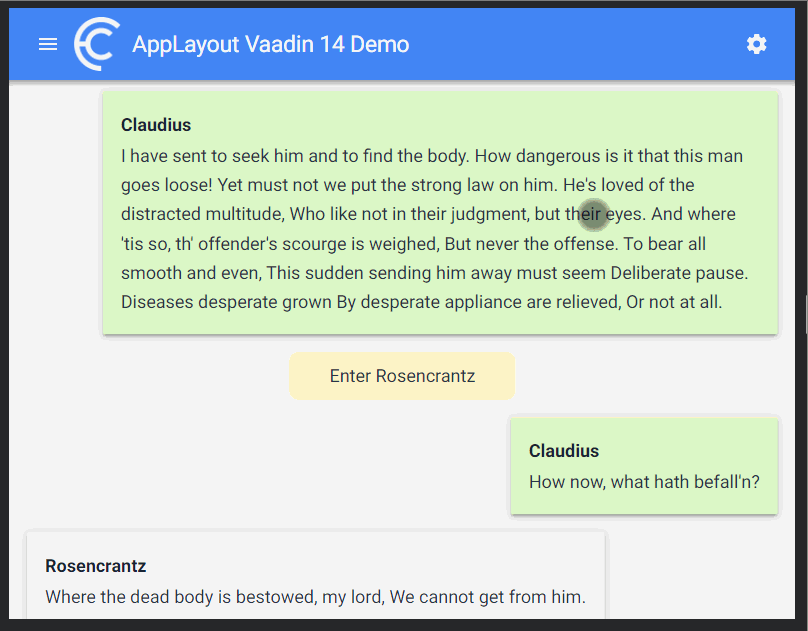 AppLayout Vaadin 14 Demo
Claudius
I have sent to seek him and to find the body. How dangerous is it that this man
goes loose! Yet must not we put the strong law on him. He's loved of the
distracted multitude, Who like not in their judgment, but their eyes. And where
'tis so, th' offender's scourge is weighed, But never the offense. To bear all
smooth and even, This sudden sending him away must seem Deliberate pause.
Diseases desperate grown By desperate appliance are relieved, Or not at all.
Enter Rosencrantz
Claudius
How now, what hath befall'n?
Rosencrantz
Where the dead body is bestowed, my lord, We cannot get from him.